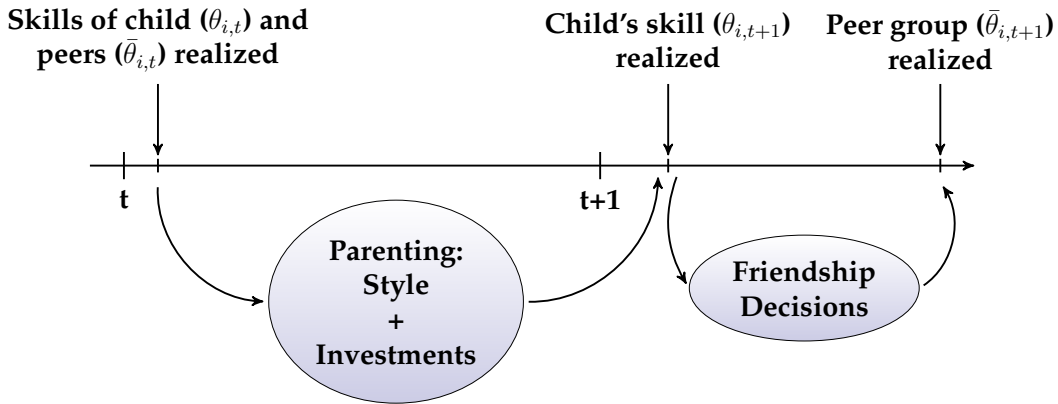 Skills of child (θ_{i,t}) and
peers (θ̄_{i,t}) realized
Child's skill (θ_{i,t+1})
realized
Peer group (θ̄_{i,t+1})
realized
t
t+1
Parenting:
Style
+
Investments
Friendship
Decisions